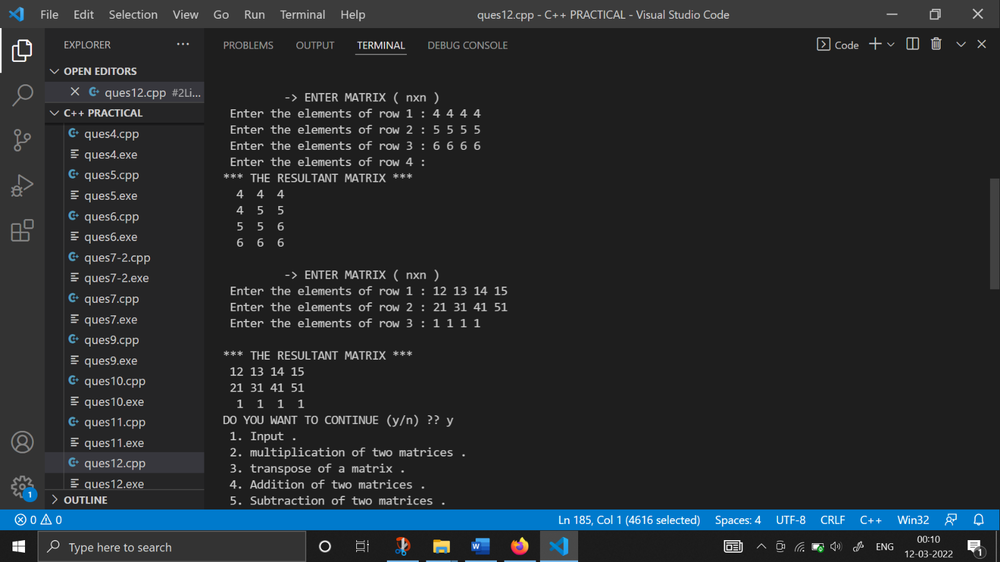 File Edit Selection View Go Run Terminal Help ques12.cpp - C++ PRACTICAL - Visual Studio Code
EXPLORER
OPEN EDITORS
ques12.cpp #2Li...
C++ PRACTICAL
ques4.cpp
ques4.exe
ques5.cpp
ques5.exe
ques6.cpp
ques6.exe
ques7-2.cpp
ques7-2.exe
ques7.cpp
ques7.exe
ques9.cpp
ques9.exe
ques10.cpp
ques10.exe
ques11.cpp
ques11.exe
ques12.cpp
ques12.exe
OUTLINE
1
PROBLEMS OUTPUT TERMINAL DEBUG CONSOLE Code
-> ENTER MATRIX ( nxn )
Enter the elements of row 1 : 4 4 4 4
Enter the elements of row 2 : 5 5 5 5
Enter the elements of row 3 : 6 6 6 6
Enter the elements of row 4 :
*** THE RESULTANT MATRIX ***
4 4 4
4 5 5
5 5 6
6 6 6
-> ENTER MATRIX ( nxn )
Enter the elements of row 1 : 12 13 14 15
Enter the elements of row 2 : 21 31 41 51
Enter the elements of row 3 : 1 1 1 1
*** THE RESULTANT MATRIX ***
12 13 14 15
21 31 41 51
1 1 1 1
DO YOU WANT TO CONTINUE (y/n) ?? y
1. Input .
2. multiplication of two matrices .
3. transpose of a matrix .
4. Addition of two matrices .
5. Subtraction of two matrices .
0 0 Ln 185, Col 1 (4616 selected) Spaces: 4 UTF-8 CRLF C++ Win32
Type here to search W ENG 00:10
12-03-2022 1